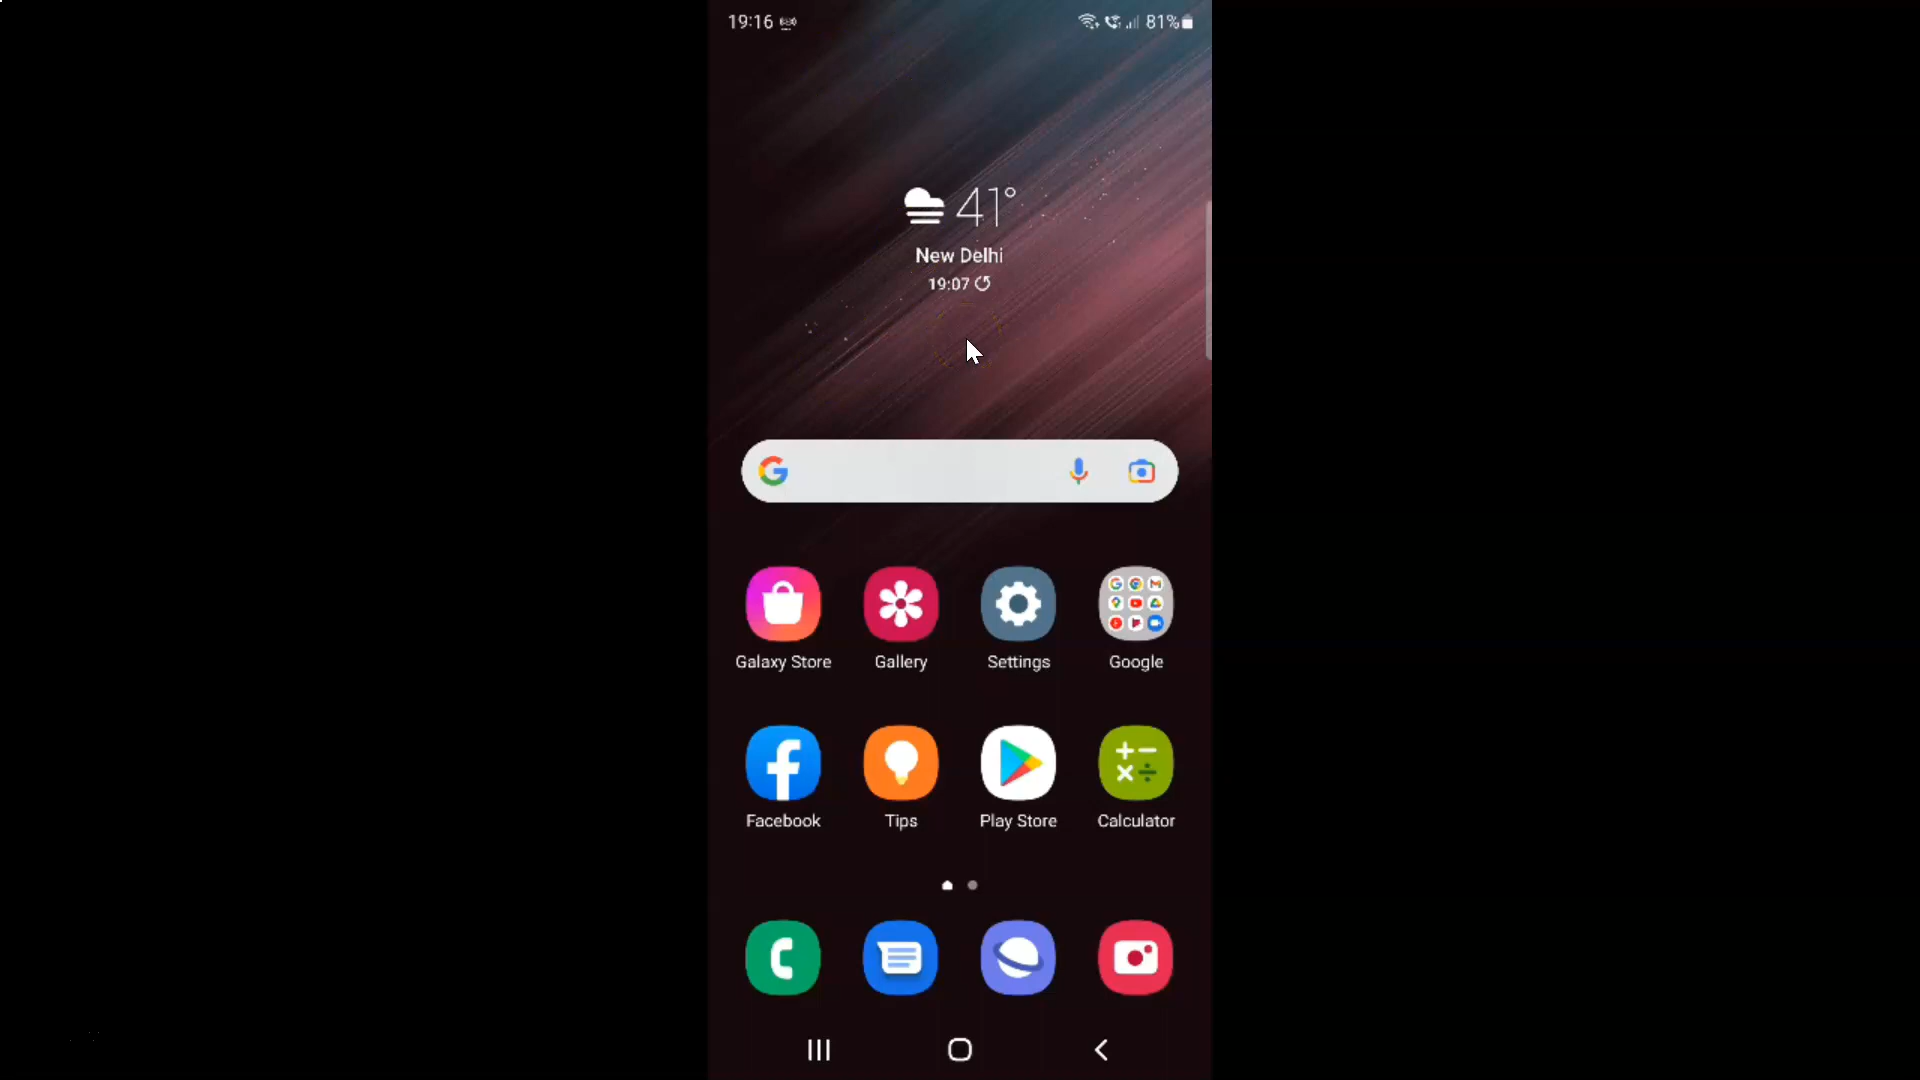 19:16 81%
41°
New Delhi
19:07
Galaxy Store Gallery Settings Google
Facebook Tips Play Store Calculator